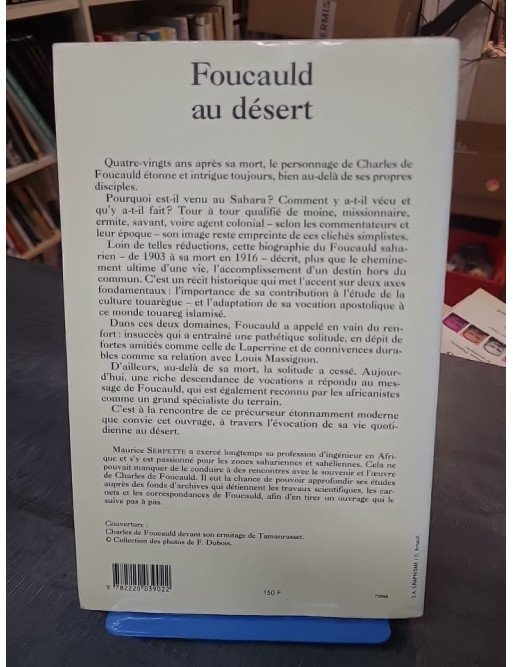 ERMIS
Foucauld
au désert
Quatre-vingts ans après sa mort, le personnage de Charles de
Foucauld étonne et intrigue toujours, bien au-delà de ses propres
disciples.
Pourquoi est-il venu au Sahara? Comment y a-t-il vécu et
qu'y a-t-il fait? Tour à tour qualifié de moine, missionnaire,
ermite, savant, voire agent colonial – selon les commentateurs et
leur époque – son image reste empreinte de ces clichés simplistes.
Loin de telles réductions, cette biographie du Foucauld saha-
rien – de 1903 à sa mort en 1916 – décrit, plus que le chemine-
ment ultime d'une vie, l'accomplissement d'un destin hors du
commun. C'est un récit historique qui met l'accent sur deux axes
fondamentaux : l'importance de sa contribution à l'étude de la
culture touarègue – et l'adaptation de sa vocation apostolique à
ce monde touareg islamisé.
Dans ces deux domaines, Foucauld a appelé en vain du ren-
fort : insuccès qui a entraîné une pathétique solitude, en dépit de
fortes amitiés comme celle de Laperrine et de connivences dura-
bles comme sa relation avec Louis Massignon.
D'ailleurs, au-delà de sa mort, la solitude a cessé. Aujour-
d'hui, une riche descendance de vocations a répondu au mes-
sage de Foucauld, qui est également reconnu par les africanistes
comme un grand spécialiste du terrain.
C'est à la rencontre de ce précurseur étonnamment moderne
que convie cet ouvrage, à travers l'évocation de sa vie quoti-
dienne au désert.
Maurice SERPETTE a exercé longtemps sa profession d'ingénieur en Afri-
que et s'y est passionné pour les zones sahariennes et sahéliennes. Cela ne
pouvait manquer de le conduire à des rencontres avec le souvenir et l'œuvre
de Charles de Foucauld. Il eut la chance de pouvoir approfondir ses études
auprès des fonds d'archives qui détiennent les travaux scientifiques, les car-
nets et les correspondances de Foucauld, afin d'en tirer un ouvrage qui le
suive pas à pas.
Couverture :
Charles de Foucauld devant son ermitage de Tamanrasset.
© Collection des photos de F. Dubois.
9 782220 039022
150 F